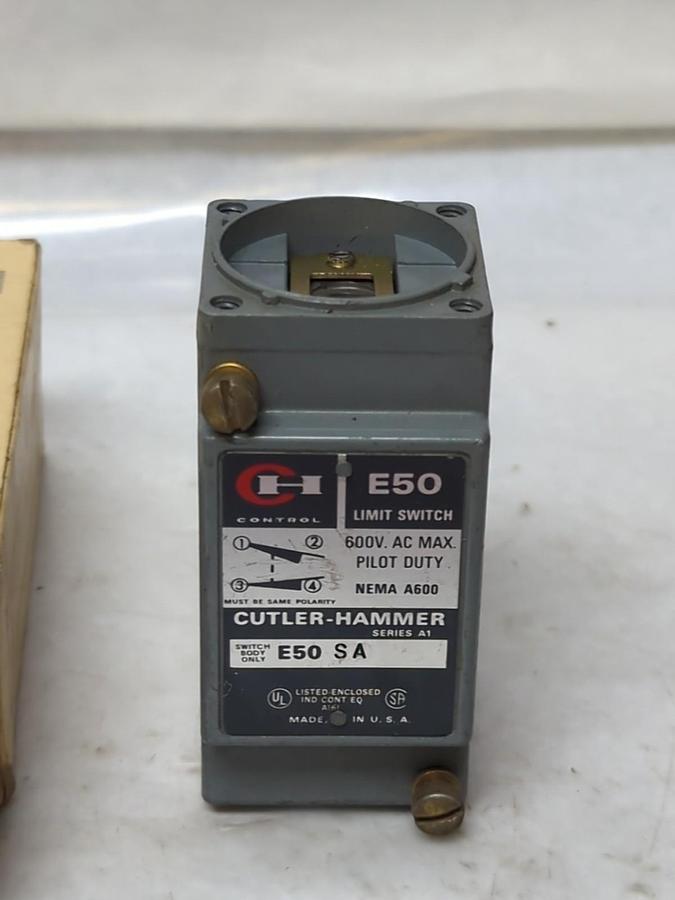 CH
E50
CONTROL
LIMIT SWITCH
1 2
3 4
MUST BE SAME POLARITY
600V. AC MAX.
PILOT DUTY
NEMA A600
CUTLER-HAMMER
SERIES A1
SWITCH
BODY
ONLY
E50 SA
UL LISTED-ENCLOSED SA
IND CONT EQ
MADE IN U.S.A.